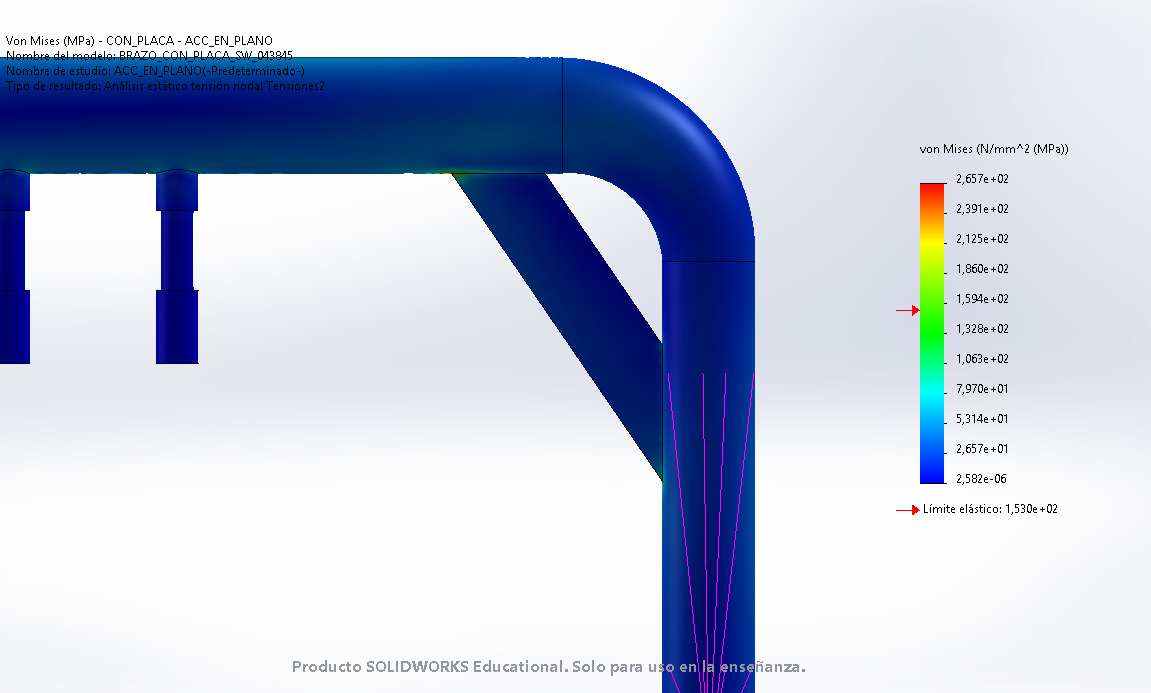 Von Mises (MPa) - CON_PLACA - ACC_EN_PLANO
Nombre del modelo: BRAZO_CON_PLACA_SW_043845
Nombre de estudio: ACC_EN_PLANO(-Predeterminado-)
Tipo de resultado: Análisis estático tensión nodal Tensiones2
von Mises (N/mm^2 (MPa))
2,657e+02
2,391e+02
2,125e+02
1,860e+02
1,594e+02
1,328e+02
1,063e+02
7,970e+01
5,314e+01
2,657e+01
2,582e-06
Límite elástico: 1,530e+02
Producto SOLIDWORKS Educational. Solo para uso en la enseñanza.